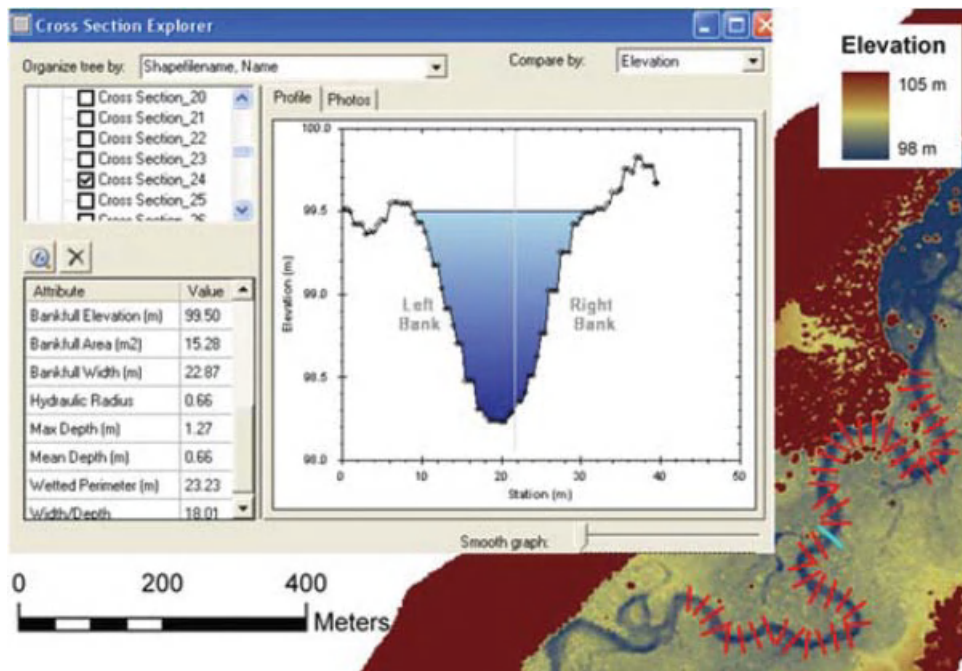 Cross Section Explorer
Organize tree by: Shapefilename, Name
Compare by: Elevation
Cross Section_20
Cross Section_21
Cross Section_22
Cross Section_23
Cross Section_24
Cross Section_25
Cross Section_26
Profile Photos
Attribute Value
Bankfull Elevation (m) 99.50
Bankfull Area (m2) 15.28
Bankfull Width (m) 22.87
Hydraulic Radius 0.66
Max Depth (m) 1.27
Mean Depth (m) 0.66
Wetted Perimeter (m) 23.23
Width/Depth 18.01
100.0
99.5
99.0
98.5
98.0
Elevation (m)
Left Bank
Right Bank
0 10 20 30 40 50
Station (m)
Smooth graph:
Elevation
105 m
98 m
0 200 400
Meters